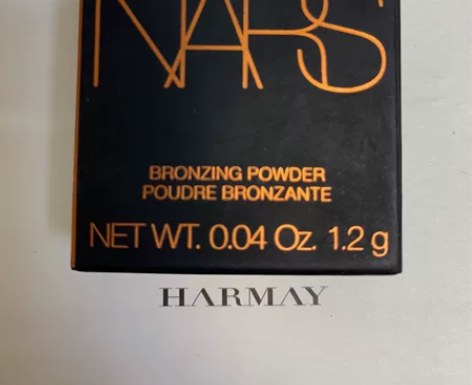 NARS
BRONZING POWDER
POUDRE BRONZANTE
NET WT. 0.04 Oz. 1.2 g
HARMAY